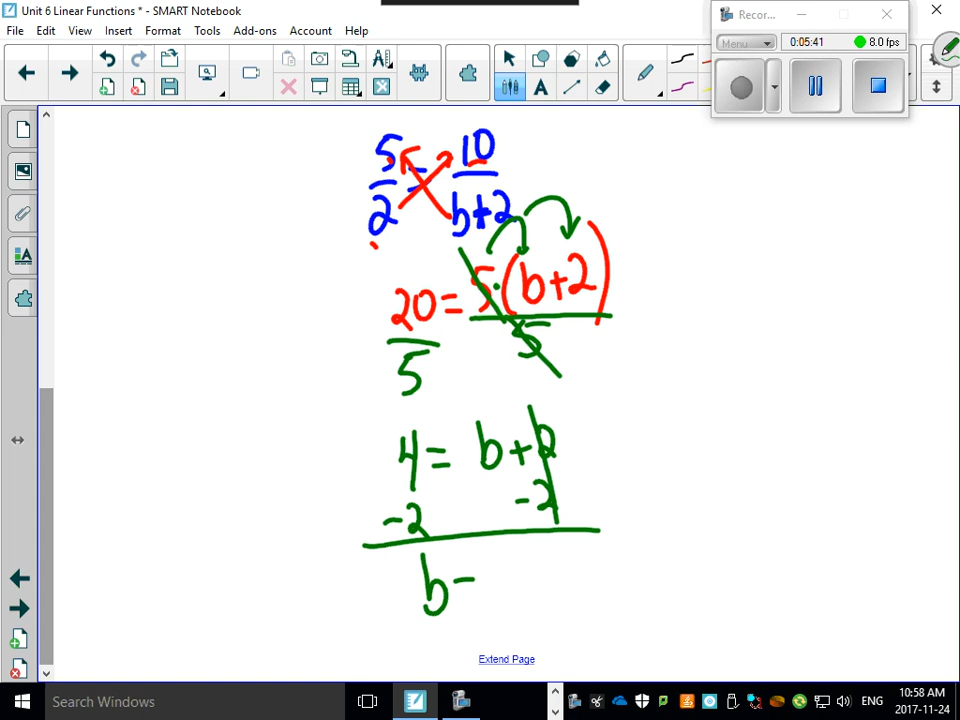 Unit 6 Linear Functions * - SMART Notebook
Recor...
File Edit View Insert Format Tools Add-ons Account Help
Menu 0:05:41 8.0 fps
5/2 = 10/(b+2)
20 = 5·(b+2)
5 5
4 = b+2
-2 -2
b -
Extend Page
Search Windows
ENG
10:58 AM
2017-11-24